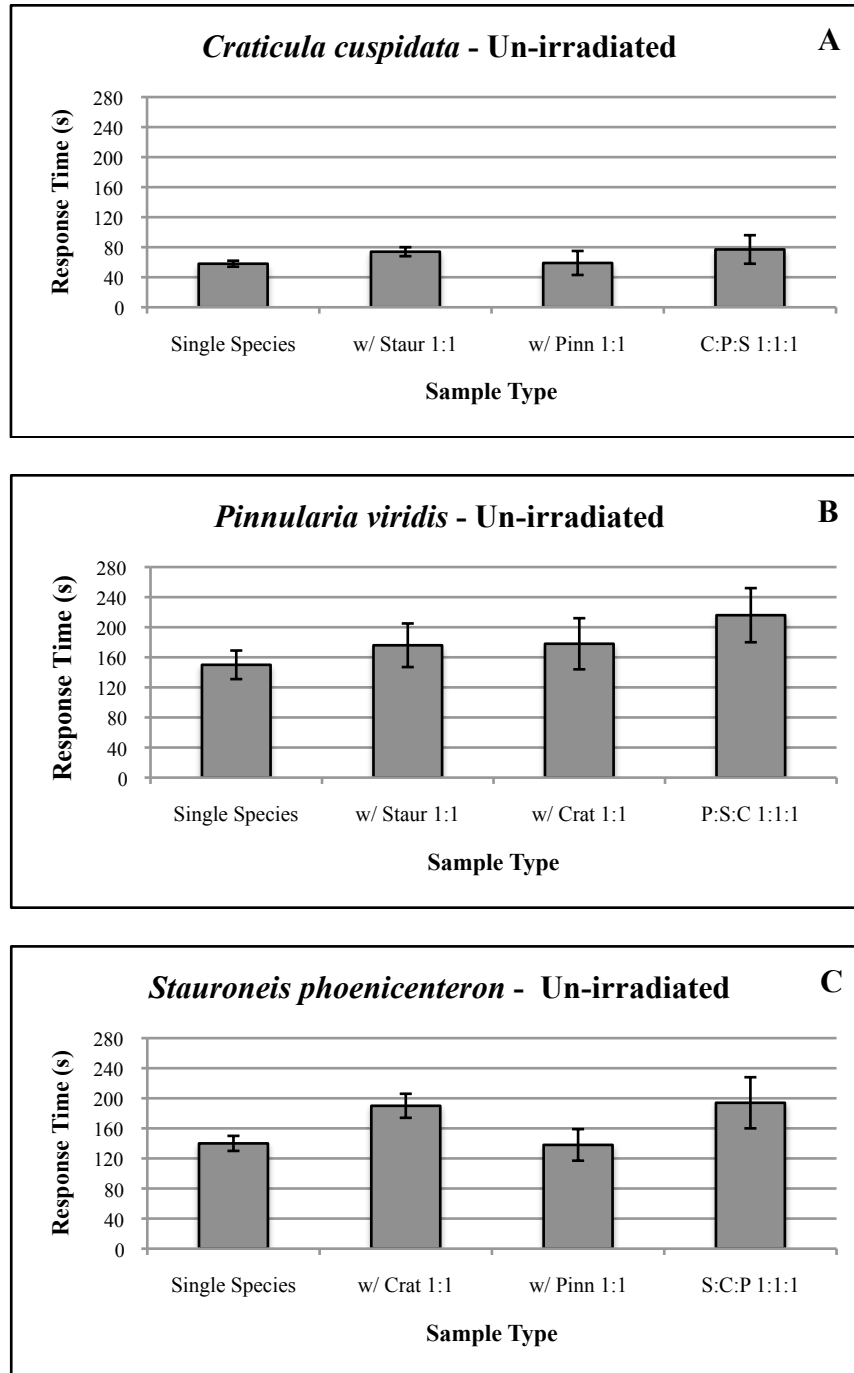 Craticula cuspidata - Un-irradiated A
Response Time (s)
280
240
200
160
120
80
40
0
Single Species w/ Staur 1:1 w/ Pinn 1:1 C:P:S 1:1:1
Sample Type
Pinnularia viridis - Un-irradiated B
Response Time (s)
280
240
200
160
120
80
40
0
Single Species w/ Staur 1:1 w/ Crat 1:1 P:S:C 1:1:1
Sample Type
Stauroneis phoenicenteron - Un-irradiated C
Response Time (s)
280
240
200
160
120
80
40
0
Single Species w/ Crat 1:1 w/ Pinn 1:1 S:C:P 1:1:1
Sample Type